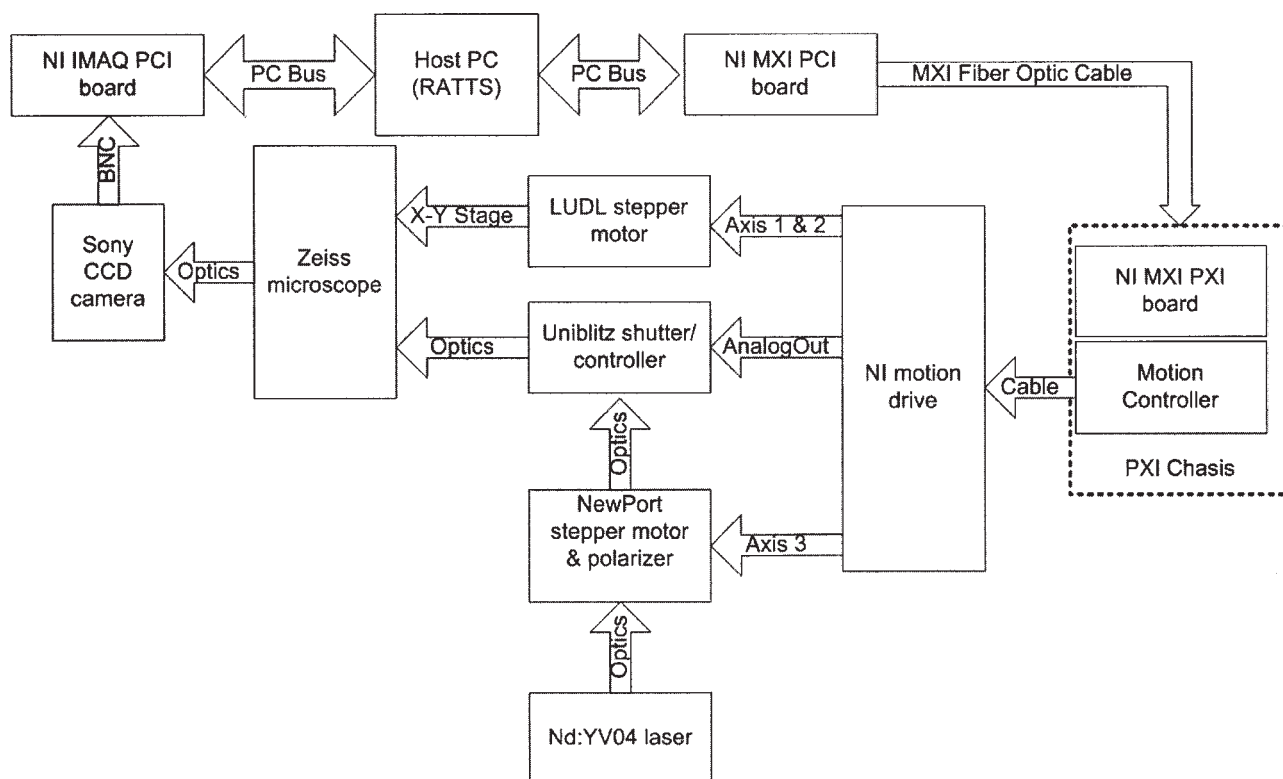 NI IMAQ PCI
board
PC Bus
Host PC
(RATTS)
PC Bus
NI MXI PCI
board
MXI Fiber Optic Cable
BNC
Sony
CCD
camera
Optics
Zeiss
microscope
X-Y Stage
LUDL stepper
motor
Axis 1 & 2
Optics
Uniblitz shutter/
controller
AnalogOut
NI motion
drive
Cable
NI MXI PXI
board
Motion
Controller
PXI Chasis
Optics
NewPort
stepper motor
& polarizer
Axis 3
Optics
Nd:YV04 laser